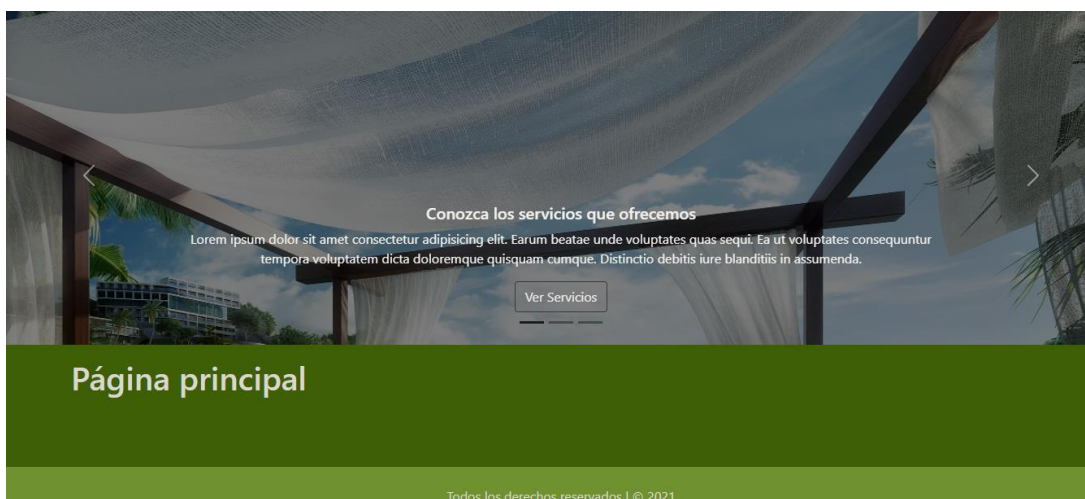 Conozca los servicios que ofrecemos
Lorem ipsum dolor sit amet consectetur adipisicing elit. Earum beatae unde voluptates quas sequi. Ea ut voluptates consequuntur
tempora voluptatem dicta doloremque quisquam cumque. Distinctio debitis iure blanditiis in assumenda.
Ver Servicios
Página principal
Todos los derechos reservados | © 2021